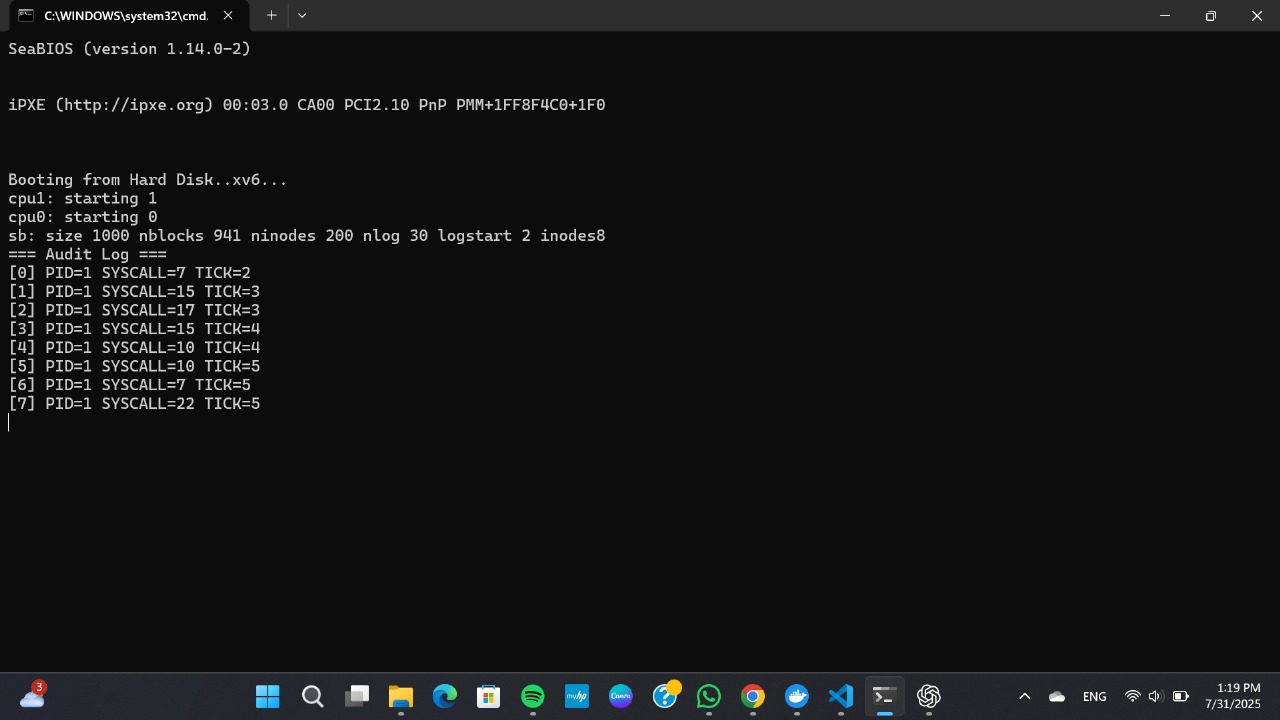 C:\WINDOWS\system32\cmd.
SeaBIOS (version 1.14.0-2)
iPXE (http://ipxe.org) 00:03.0 CA00 PCI2.10 PnP PMM+1FF8F4C0+1F0
Booting from Hard Disk..xv6...
cpu1: starting 1
cpu0: starting 0
sb: size 1000 nblocks 941 ninodes 200 nlog 30 logstart 2 inodes8
=== Audit Log ===
[0] PID=1 SYSCALL=7 TICK=2
[1] PID=1 SYSCALL=15 TICK=3
[2] PID=1 SYSCALL=17 TICK=3
[3] PID=1 SYSCALL=15 TICK=4
[4] PID=1 SYSCALL=10 TICK=4
[5] PID=1 SYSCALL=10 TICK=5
[6] PID=1 SYSCALL=7 TICK=5
[7] PID=1 SYSCALL=22 TICK=5
3
myhp
Canva
?
ENG
1:19 PM
7/31/2025